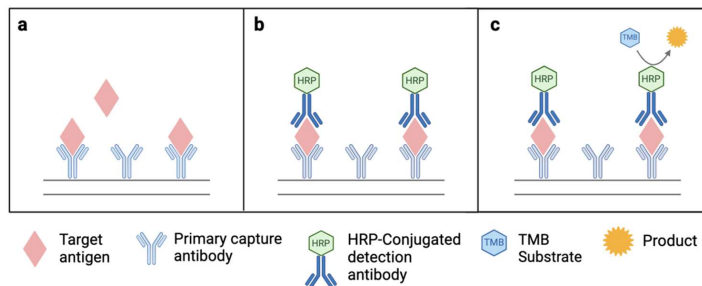 a
b
c
TMB
HRP
HRP
HRP
HRP
Target
antigen
Primary capture
antibody
HRP
HRP-Conjugated
detection
antibody
TMB
TMB
Substrate
Product